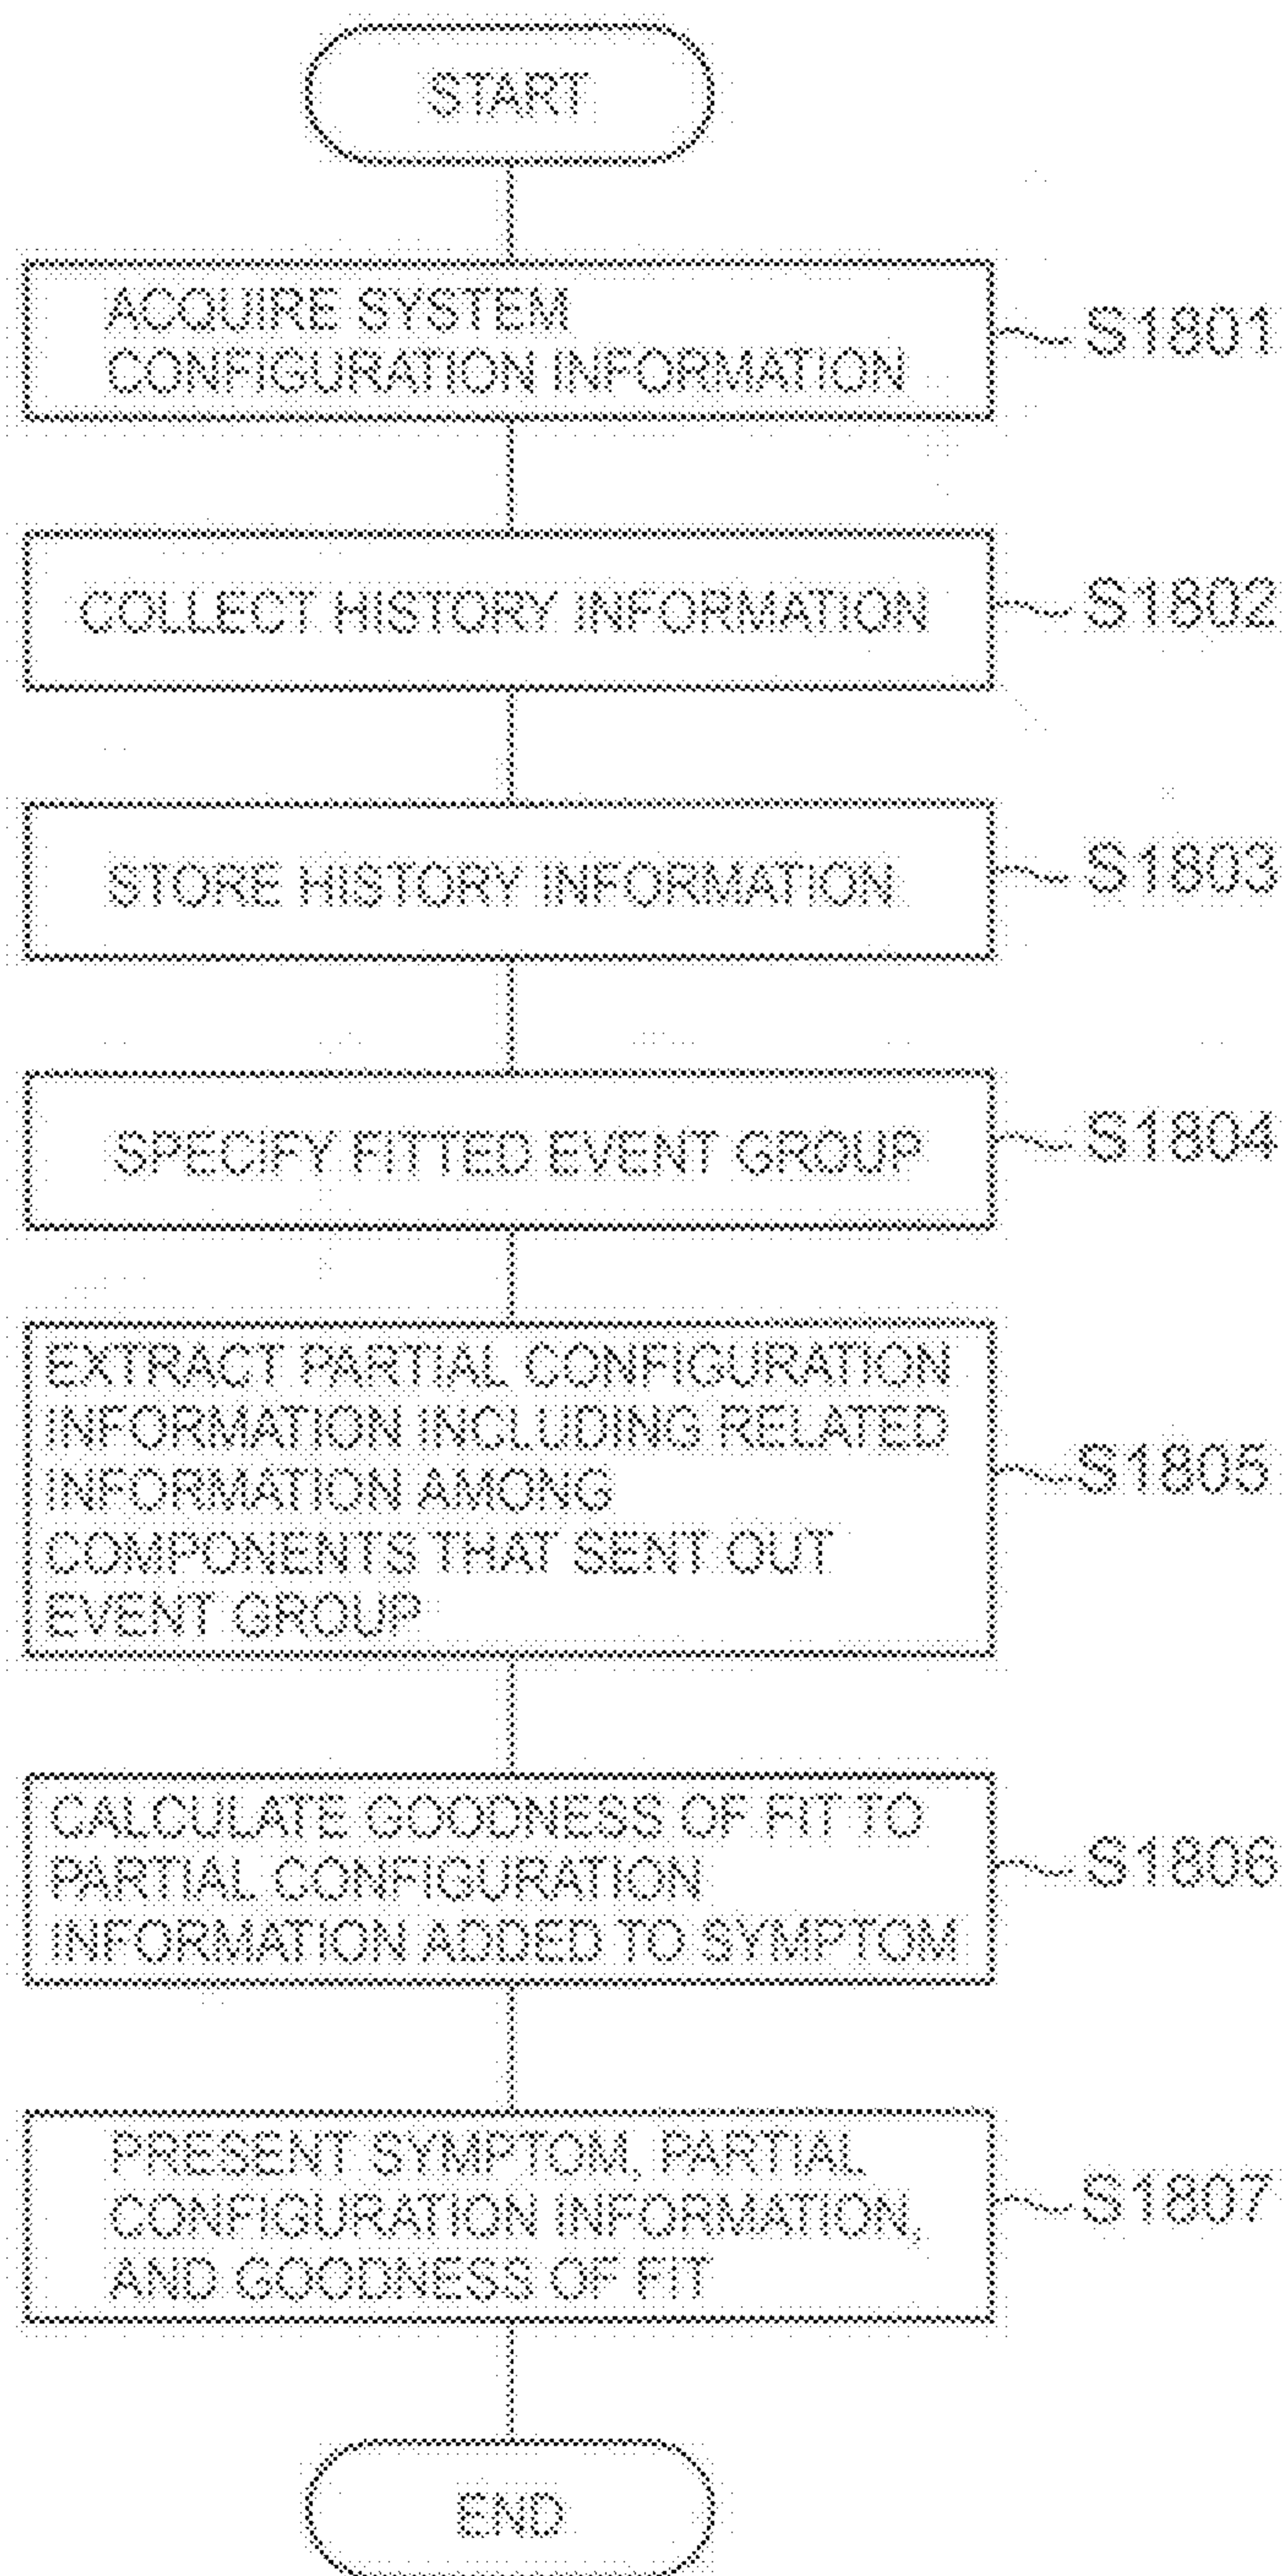 START
ACQUIRE SYSTEM
CONFIGURATION INFORMATION
S1801
COLLECT HISTORY INFORMATION
S1802
STORE HISTORY INFORMATION
S1803
SPECIFY FITTED EVENT GROUP
S1804
EXTRACT PARTIAL CONFIGURATION
INFORMATION INCLUDING RELATED
INFORMATION AMONG
COMPONENTS THAT SENT OUT
EVENT GROUP
S1805
CALCULATE GOODNESS OF FIT TO
PARTIAL CONFIGURATION
INFORMATION ADDED TO SYMPTOM
S1806
PRESENT SYMPTOM, PARTIAL
CONFIGURATION INFORMATION,
AND GOODNESS OF FIT
S1807
END